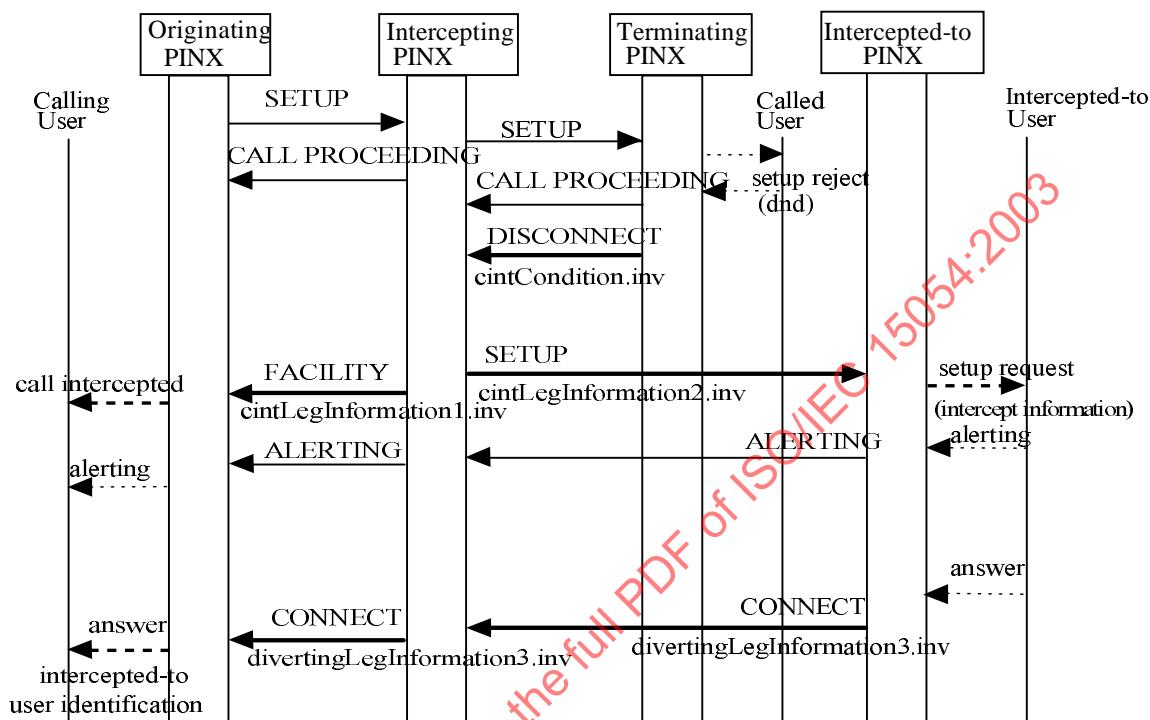 Originating
PINX
Intercepting
PINX
Terminating
PINX
Intercepted-to
PINX
Calling
User
SETUP
Called
User
Intercepted-to
User
SETUP
CALL PROCEEDING
CALL PROCEEDING
setup reject
(dnd)
DISCONNECT
cintCondition.inv
SETUP
cintLegInformation2.inv
FACILITY
cintLegInformation1.inv
call intercepted
setup request
(intercept information)
ALERTING
ALERTING
alerting
alerting
answer
CONNECT
divertingLegInformation3.inv
CONNECT
divertingLegInformation3.inv
answer
intercepted-to
user identification
the full PDF of ISO/IEC 15054:2003